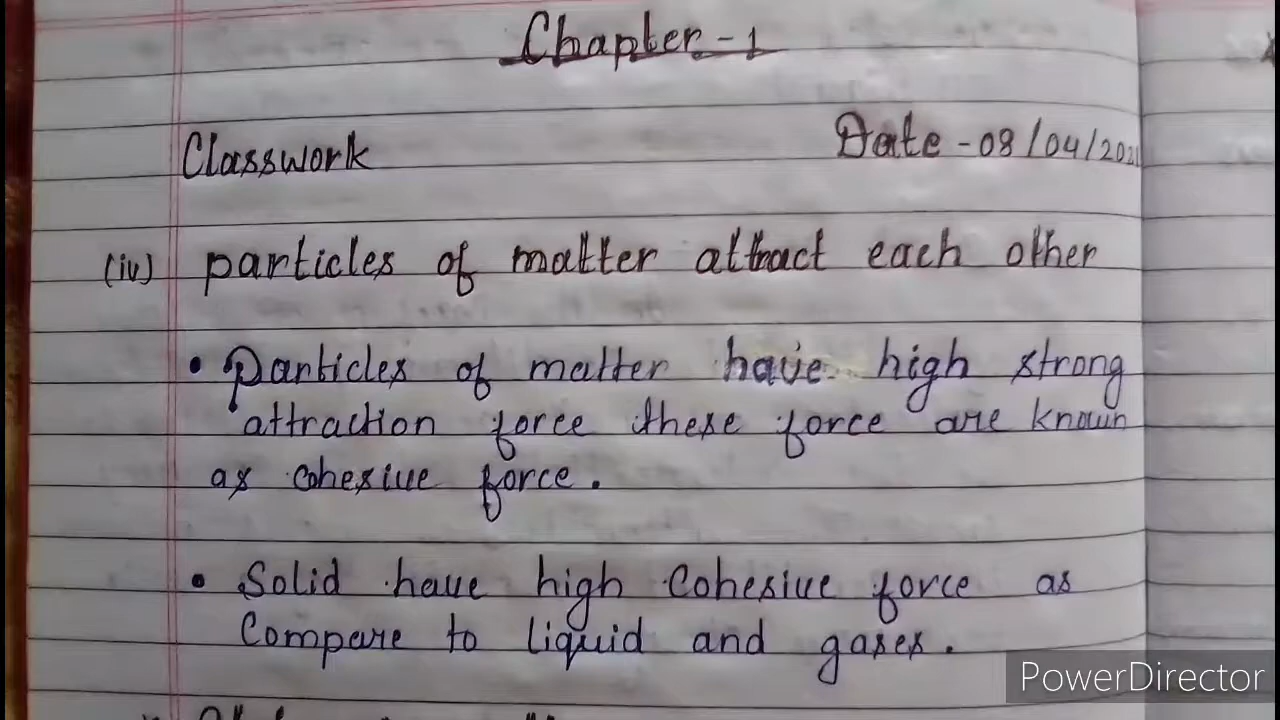 Chapter - 1
Classwork Date - 08/04/2021
(iv) particles of matter attract each other
• Particles of matter have high strong
attraction force these force are known
as cohesive force.
• Solid have high Cohesive force as
Compare to liquid and gases.
PowerDirector